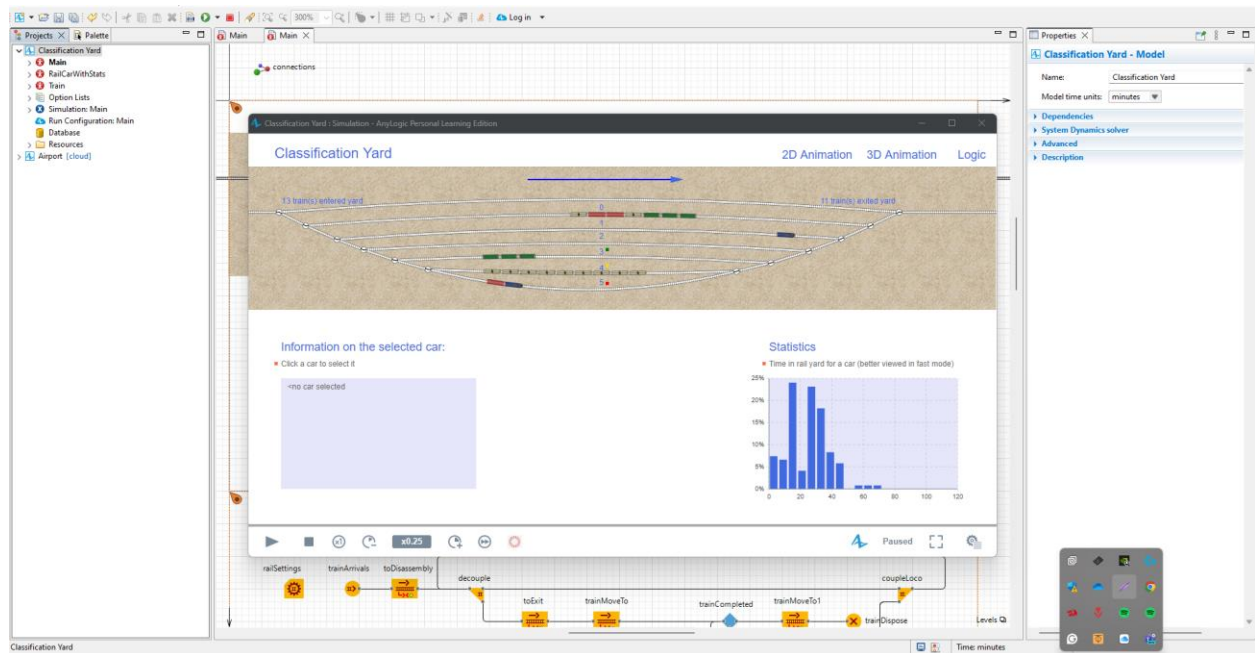 300%
Log in
Projects
Palette
Main
Main
Properties
Classification Yard
Main
RailCarWithStats
Train
Option Lists
Simulation: Main
Run Configuration: Main
Database
Resources
Airport [cloud]
connections
Classification Yard : Simulation - AnyLogic Personal Learning Edition
Classification Yard
2D Animation 3D Animation Logic
13 train(s) entered yard
11 train(s) exited yard
0
1
2
3
4
5
Information on the selected car:
Click a car to select it
<no car selected
Statistics
Time in rail yard for a car (better viewed in fast mode)
25%
20%
15%
10%
5%
0%
0 20 40 60 80 100 120
x1
x0.25
Paused
railSettings
trainArrivals
toDisassembly
decouple
coupleLoco
toExit
trainMoveTo
trainCompleted
trainMoveTo1
trainDispose
Levels
Classification Yard - Model
Name: Classification Yard
Model time units: minutes
Dependencies
System Dynamics solver
Advanced
Description
Classification Yard
Time: minutes